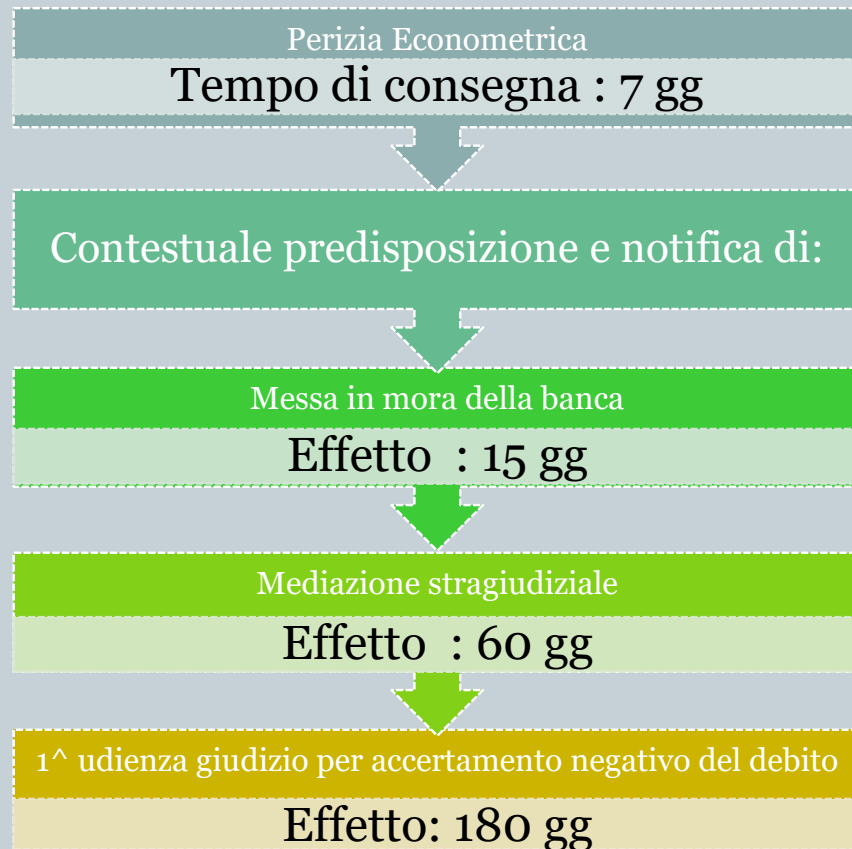 Perizia Econometrica
Tempo di consegna : 7 gg
Contestuale predisposizione e notifica di:
Messa in mora della banca
Effetto : 15 gg
Mediazione stragiudiziale
Effetto : 60 gg
1^ udienza giudizio per accertamento negativo del debito
Effetto: 180 gg